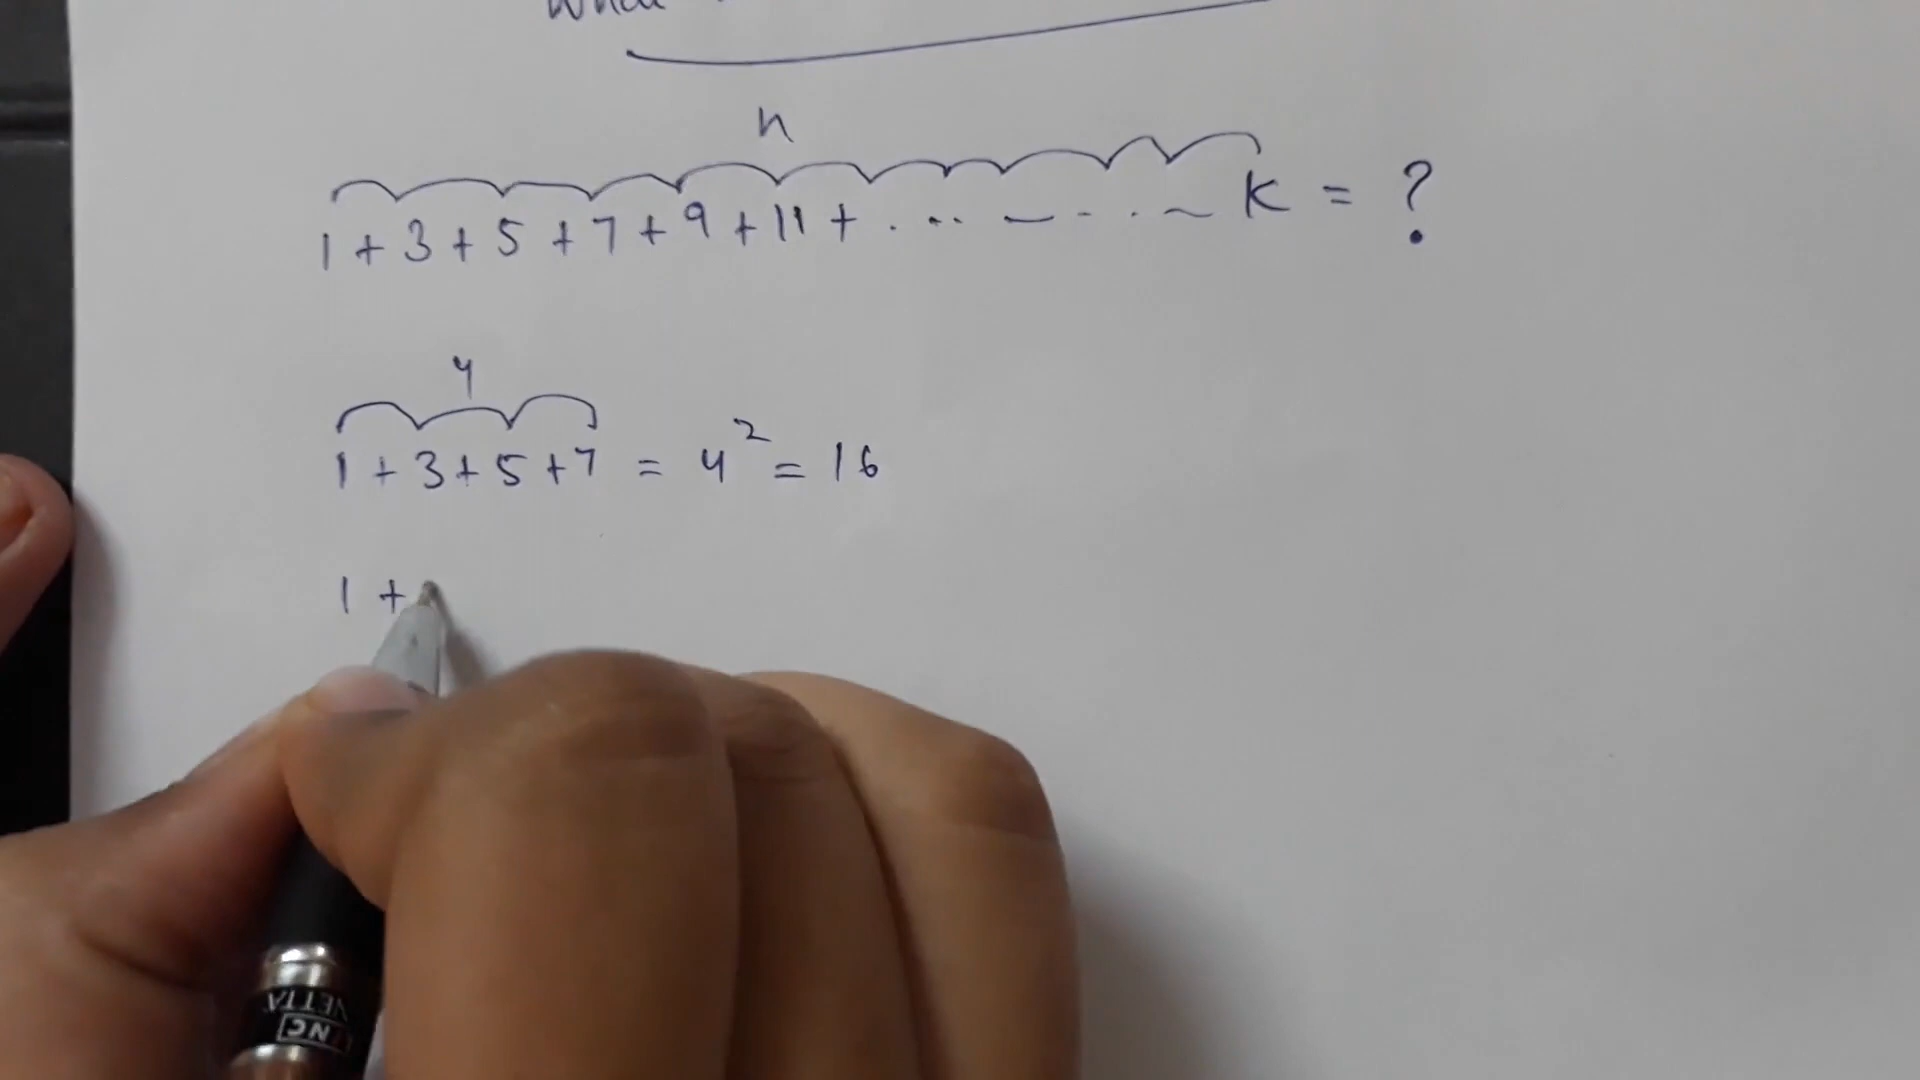 n
1 + 3 + 5 + 7 + 9 + 11 + . . . . - - . . ~ K = ?
4
1 + 3 + 5 + 7 = 4² = 16
1 +